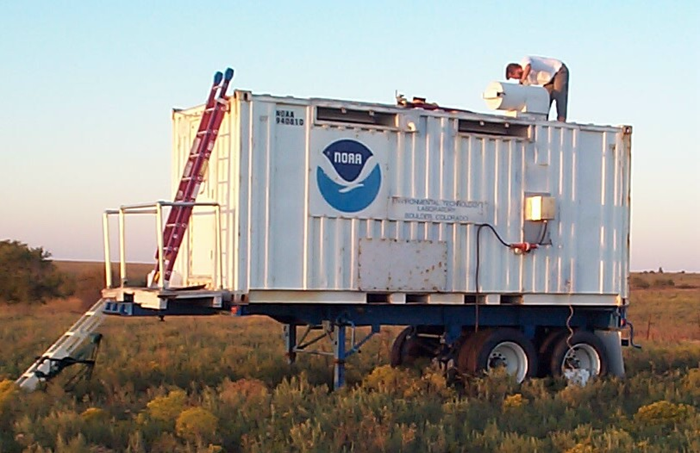 NOAA
940810
NOAA
ENVIRONMENTAL TECHNOLOGY
LABORATORY
BOULDER, COLORADO